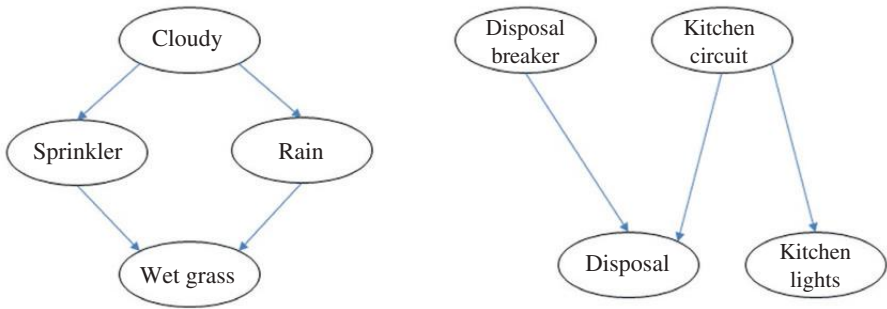 Cloudy
Sprinkler
Rain
Wet grass
Disposal
breaker
Kitchen
circuit
Disposal
Kitchen
lights